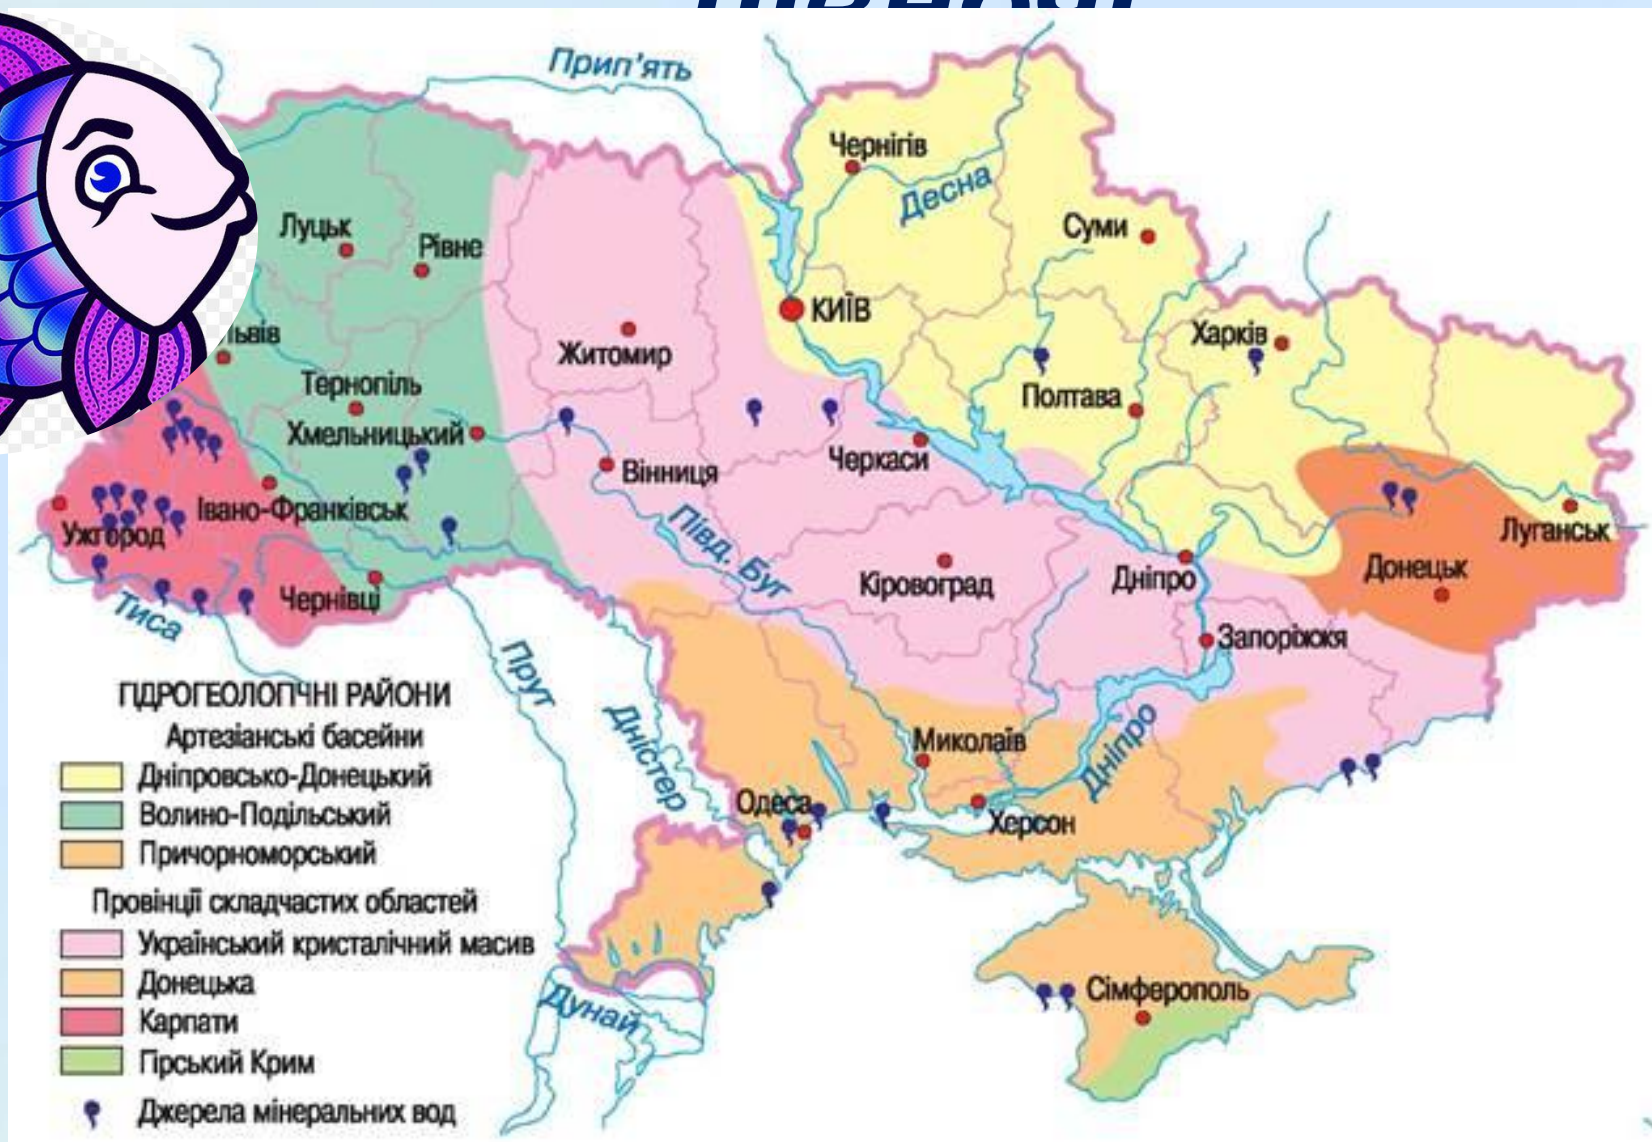 Прип'ять
Чернігів
Десна
Луцьк
Рівне
Суми
КИЇВ
Харків
Житомир
Тернопіль
Полтава
Хмельницький
Черкаси
Вінниця
Івано-Франківськ
Ужгород
Півд. Буг
Луганськ
Донецьк
Кіровоград
Дніпро
Чернівці
Тиса
Запоріжжя
Прут
Дністер
Миколаїв
Дніпро
Одеса
Херсон
Дунай
Сімферополь
ГІДРОГЕОЛОГІЧНІ РАЙОНИ
Артезіанські басейни
Дніпровсько-Донецький
Волино-Подільський
Причорноморський
Провінції складчастих областей
Український кристалічний масив
Донецька
Карпати
Гірський Крим
Джерела мінеральних вод